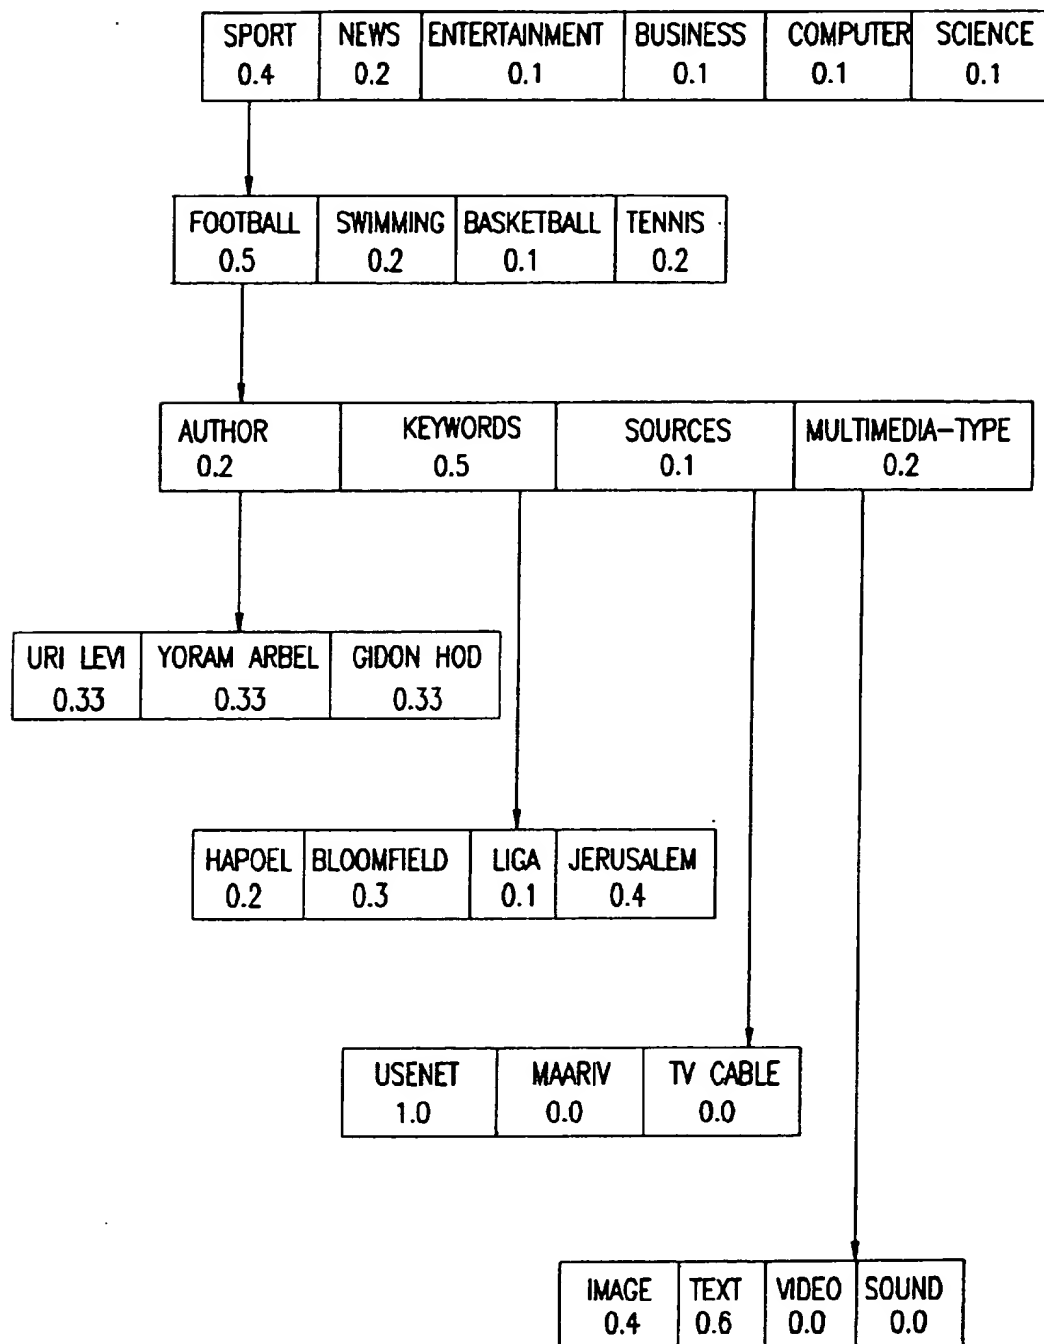 SPORT NEWS ENTERTAINMENT BUSINESS COMPUTER SCIENCE
0.4 0.2 0.1 0.1 0.1 0.1
FOOTBALL SWIMMING BASKETBALL TENNIS
0.5 0.2 0.1 0.2
AUTHOR KEYWORDS SOURCES MULTIMEDIA-TYPE
0.2 0.5 0.1 0.2
URI LEVI YORAM ARBEL GIDON HOD
0.33 0.33 0.33
HAPOEL BLOOMFIELD LIGA JERUSALEM
0.2 0.3 0.1 0.4
USENET MAARIV TV CABLE
1.0 0.0 0.0
IMAGE TEXT VIDEO SOUND
0.4 0.6 0.0 0.0